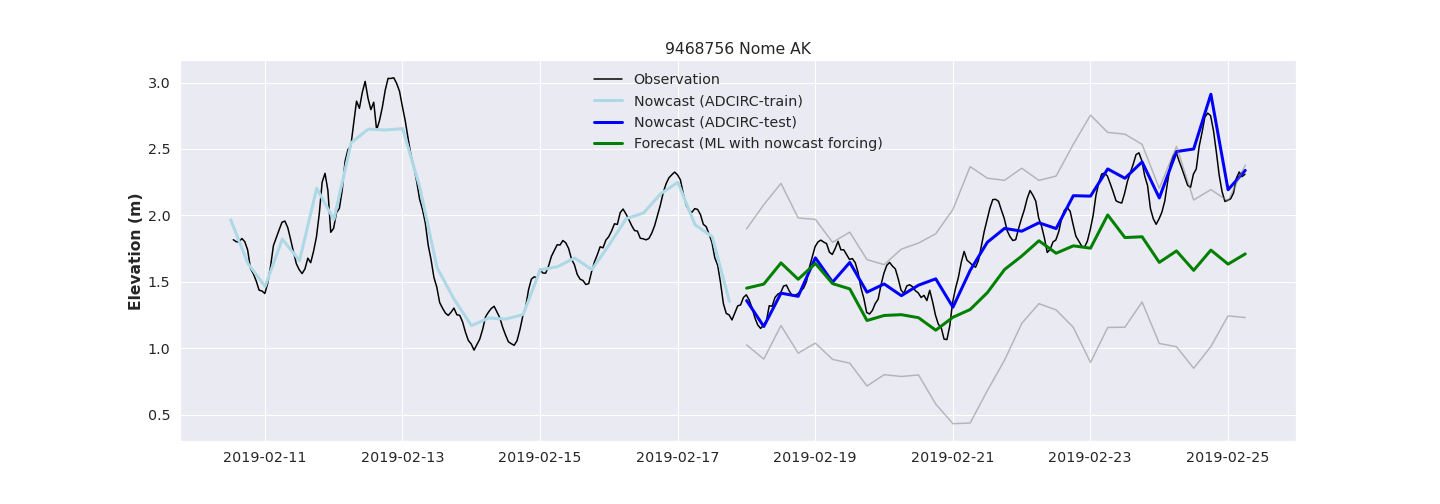 9468756 Nome AK
Observation
Nowcast (ADCIRC-train)
Nowcast (ADCIRC-test)
Forecast (ML with nowcast forcing)
Elevation (m)
3.0
2.5
2.0
1.5
1.0
0.5
2019-02-11 2019-02-13 2019-02-15 2019-02-17 2019-02-19 2019-02-21 2019-02-23 2019-02-25